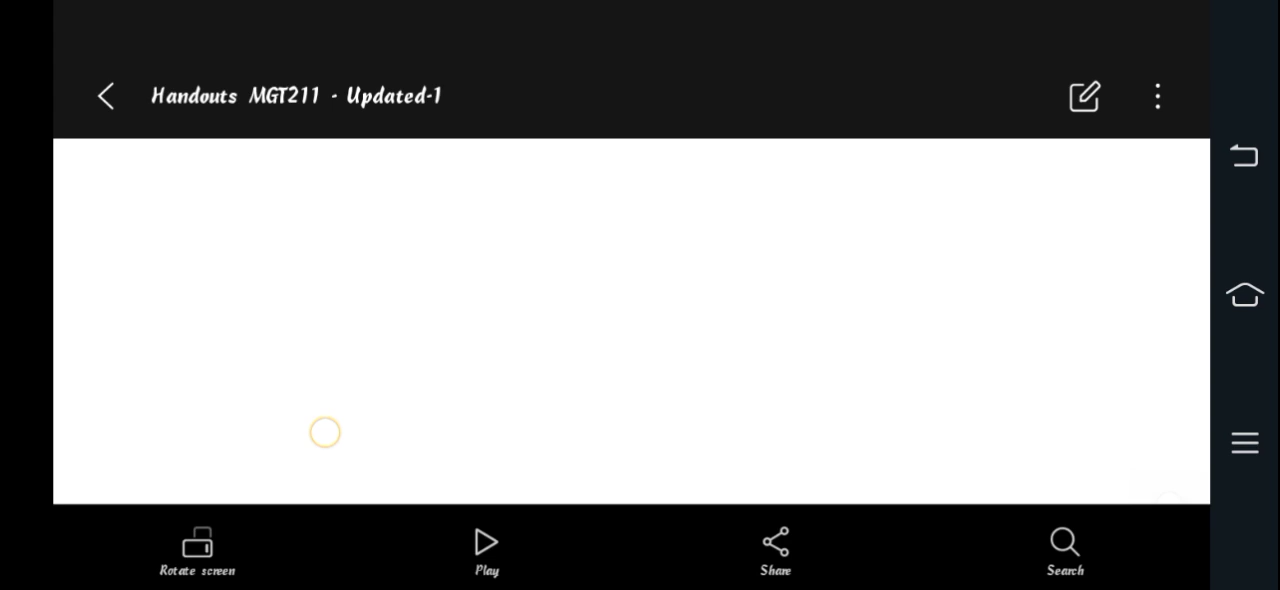 Handouts MGT211 - Updated-1
Rotate screen
Play
Share
Search